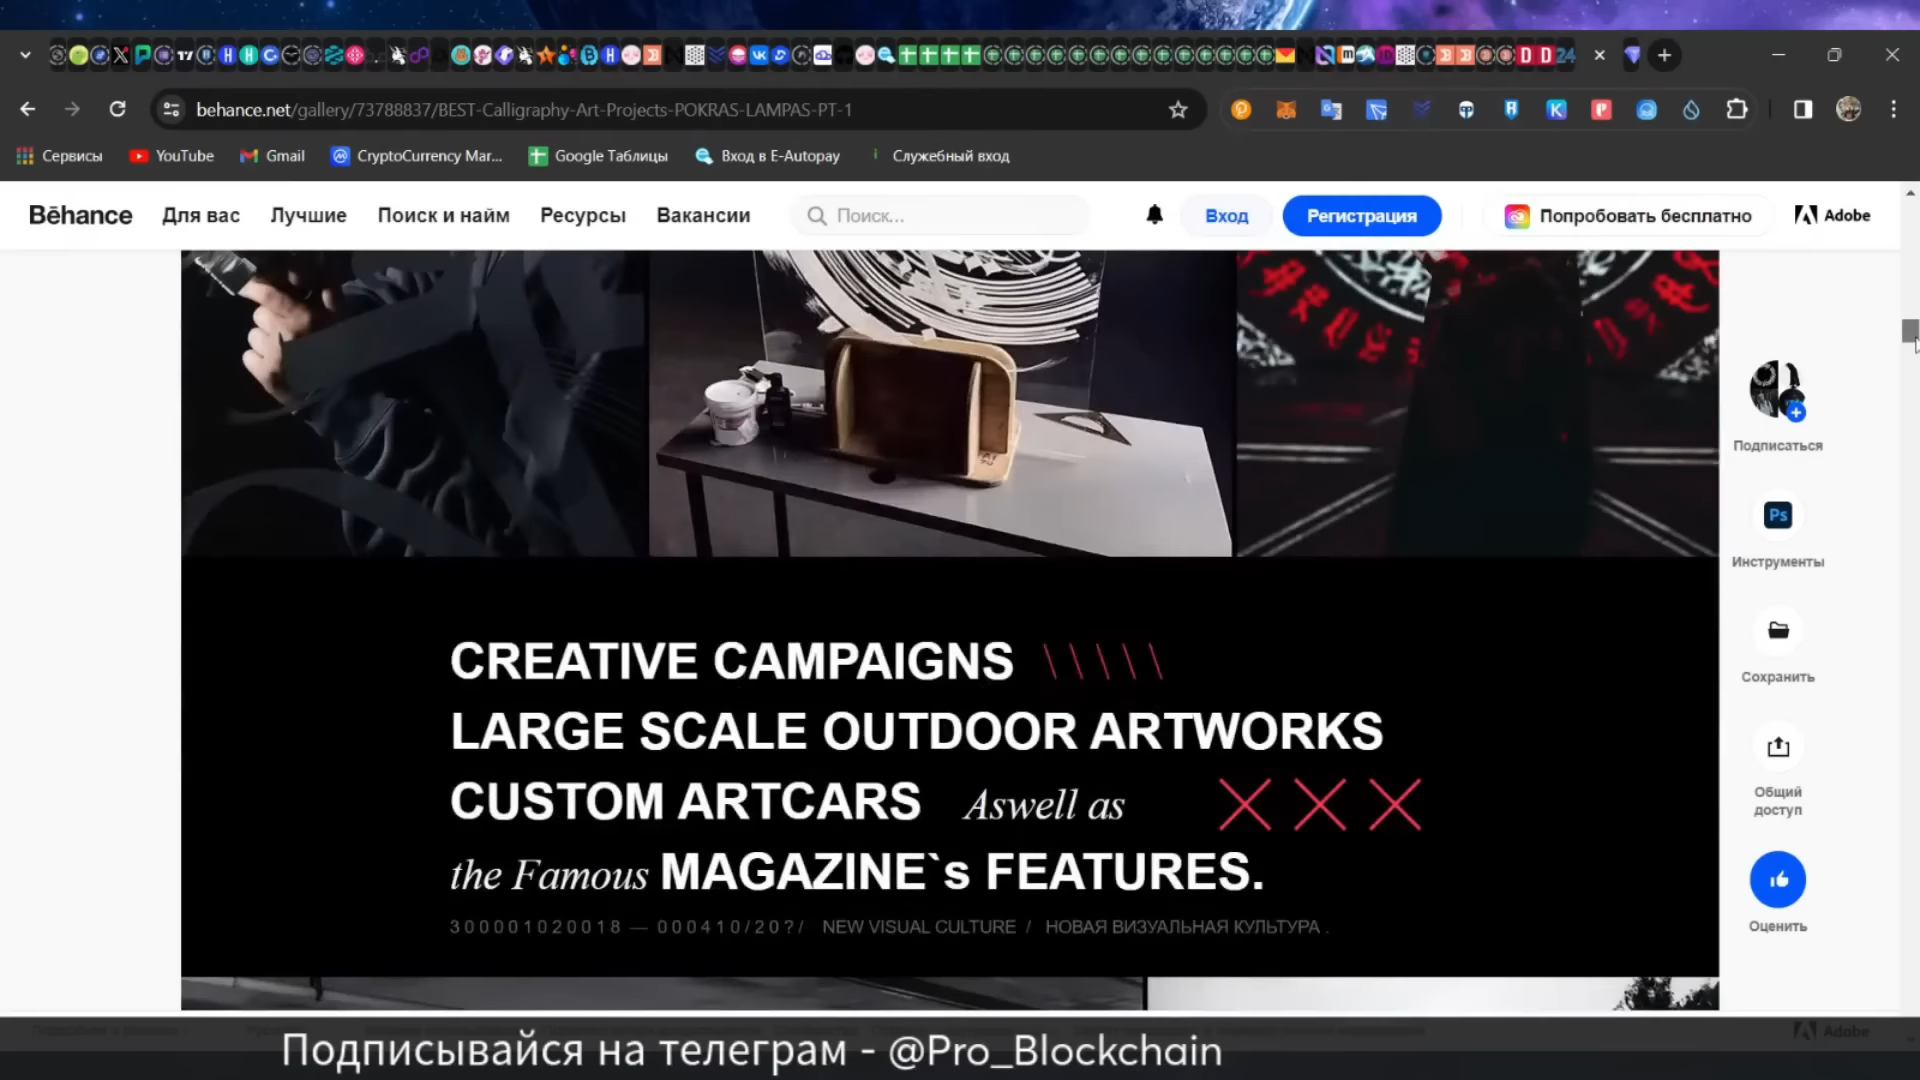 behance.net/gallery/73788837/BEST-Calligraphy-Art-Projects-POKRAS-LAMPAS-PT-1
Сервисы YouTube Gmail CryptoCurrency Mar... Google Таблицы Вход в E-Autopay Служебный вход
Bēhance Для вас Лучшие Поиск и найм Ресурсы Вакансии Поиск... Вход Регистрация Попробовать бесплатно Adobe
Подписаться
Ps
Инструменты
Сохранить
Общий
доступ
Оценить
CREATIVE CAMPAIGNS \ \ \ \ \
LARGE SCALE OUTDOOR ARTWORKS
CUSTOM ARTCARS Aswell as
the Famous MAGAZINE`s FEATURES.
300001020018 — 000410/20?/ NEW VISUAL CULTURE / НОВАЯ ВИЗУАЛЬНАЯ КУЛЬТУРА .
Adobe
Подписывайся на телеграм - @Pro_Blockchain